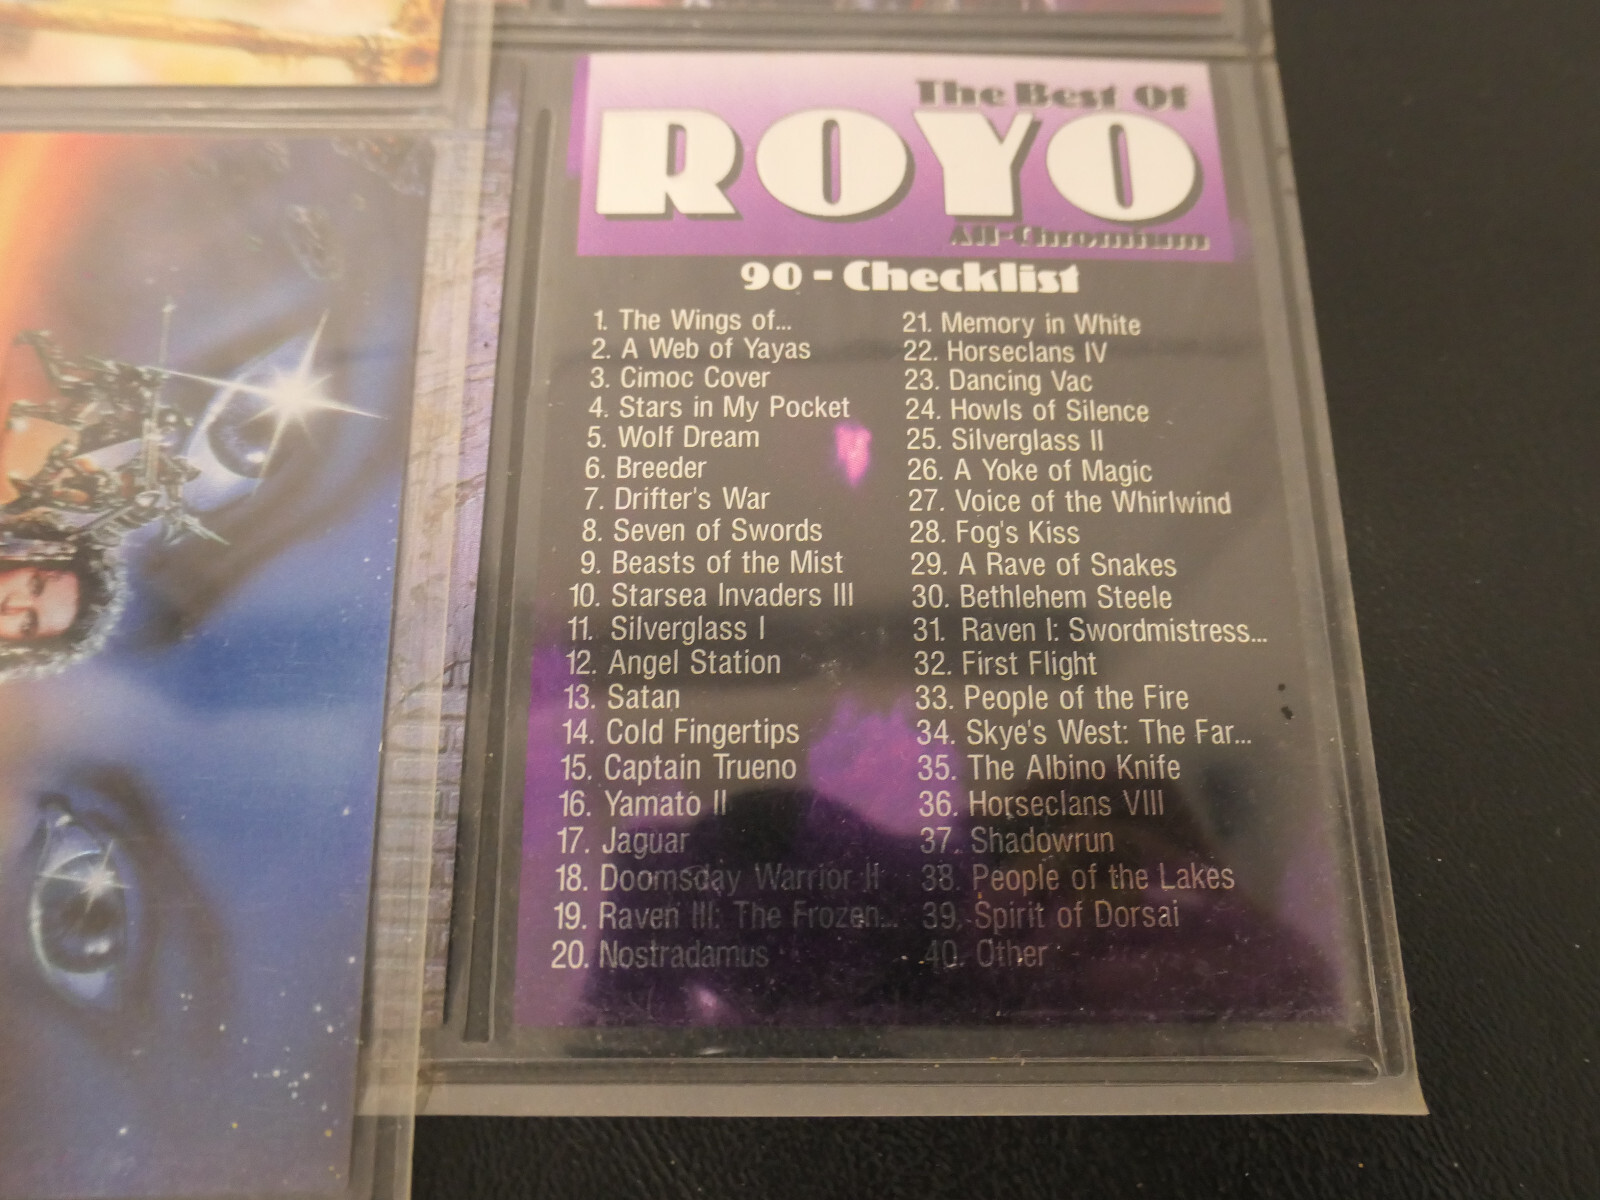 The Best Of
ROYO
All-Chromium
90 - Checklist
1. The Wings of...
2. A Web of Yayas
3. Cimoc Cover
4. Stars in My Pocket
5. Wolf Dream
6. Breeder
7. Drifter's War
8. Seven of Swords
9. Beasts of the Mist
10. Starsea Invaders III
11. Silverglass I
12. Angel Station
13. Satan
14. Cold Fingertips
15. Captain Trueno
16. Yamato II
17. Jaguar
18. Doomsday Warrior II
19. Raven III: The Frozen...
20. Nostradamus
21. Memory in White
22. Horseclans IV
23. Dancing Vac
24. Howls of Silence
25. Silverglass II
26. A Yoke of Magic
27. Voice of the Whirlwind
28. Fog's Kiss
29. A Rave of Snakes
30. Bethlehem Steele
31. Raven I: Swordmistress...
32. First Flight
33. People of the Fire
34. Skye's West: The Far...
35. The Albino Knife
36. Horseclans VIII
37. Shadowrun
38. People of the Lakes
39. Spirit of Dorsai
40. Other